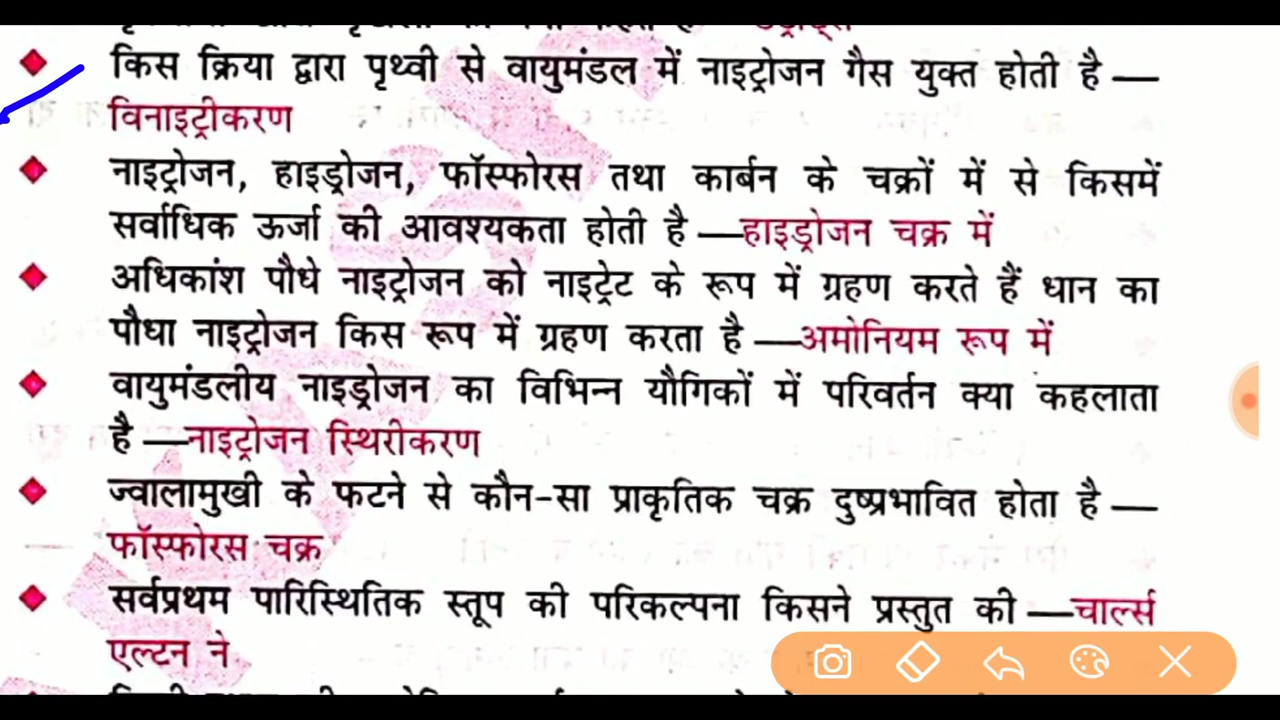 किस क्रिया द्वारा पृथ्वी से वायुमंडल में नाइट्रोजन गैस युक्त होती है —
विनाइट्रीकरण
नाइट्रोजन, हाइड्रोजन, फॉस्फोरस तथा कार्बन के चक्रों में से किसमें
सर्वाधिक ऊर्जा की आवश्यकता होती है —हाइड्रोजन चक्र में
अधिकांश पौधे नाइट्रोजन को नाइट्रेट के रूप में ग्रहण करते हैं धान का
पौधा नाइट्रोजन किस रूप में ग्रहण करता है —अमोनियम रूप में
वायुमंडलीय नाइड्रोजन का विभिन्न यौगिकों में परिवर्तन क्या कहलाता
है —नाइट्रोजन स्थिरीकरण
ज्वालामुखी के फटने से कौन-सा प्राकृतिक चक्र दुष्प्रभावित होता है —
फॉस्फोरस चक्र
सर्वप्रथम पारिस्थितिक स्तूप की परिकल्पना किसने प्रस्तुत की —चार्ल्स
एल्टन ने